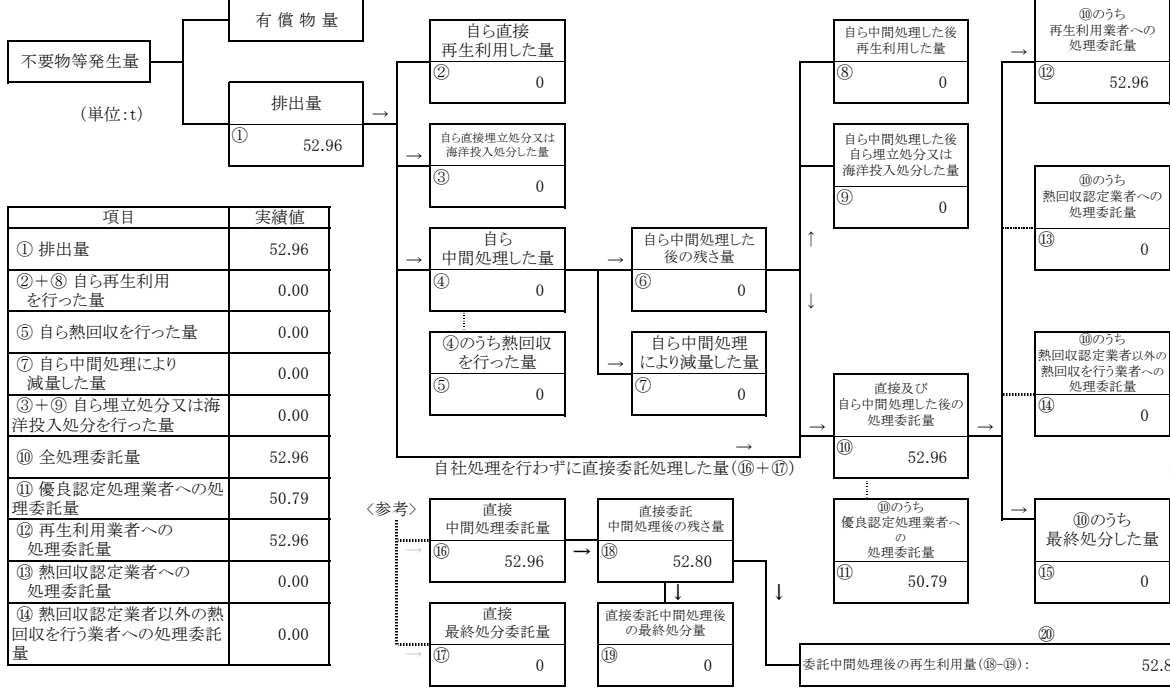 有 償 物 量
不要物等発生量
(単位:t)
排出量
①
52.96
→
自ら直接
再生利用した量
②
0
→
自ら直接埋立処分又は
海洋投入処分した量
③
0
→
自ら
中間処理した量
④
0
④のうち熱回収
を行った量
⑤
0
→
自ら中間処理した
後の残さ量
⑥
0
→
自ら中間処理
により減量した量
⑦
0
自ら中間処理した後
再生利用した量
⑧
0
自ら中間処理した後
自ら埋立処分又は
海洋投入処分した量
⑨
0
↑
↓
→
自社処理を行わずに直接委託処理した量(⑯+⑰)
→
直接及び
自ら中間処理した後の
処理委託量
⑩
52.96
→
⑩のうち
優良認定処理業者へ
の
処理委託量
⑪
50.79
→
⑩のうち
再生利用業者への
処理委託量
⑫
52.96
⑩のうち
熱回収認定業者への
処理委託量
⑬
0
⑩のうち
熱回収認定業者以外の
熱回収を行う業者への
処理委託量
⑭
0
→
⑩のうち
最終処分した量
⑮
0
項目 実績値
① 排出量 52.96
②+⑧ 自ら再生利用
を行った量 0.00
⑤ 自ら熱回収を行った量 0.00
⑦ 自ら中間処理により
減量した量 0.00
③+⑨ 自ら埋立処分又は海
洋投入処分を行った量 0.00
⑩ 全処理委託量 52.96
⑪ 優良認定処理業者への処
理委託量 50.79
⑫ 再生利用業者への
処理委託量 52.96
⑬ 熱回収認定業者への
処理委託量 0.00
⑭ 熱回収認定業者以外の熱
回収を行う業者への処理委託
量 0.00
〈参考〉
→
直接
中間処理委託量
⑯
52.96
→
直接委託
中間処理後の残さ量
⑱
52.80
↓
↓
→
直接
最終処分委託量
⑰
0
直接委託中間処理後
の最終処分量
⑲
0
⑳
委託中間処理後の再生利用量(⑱-⑲): 52.8